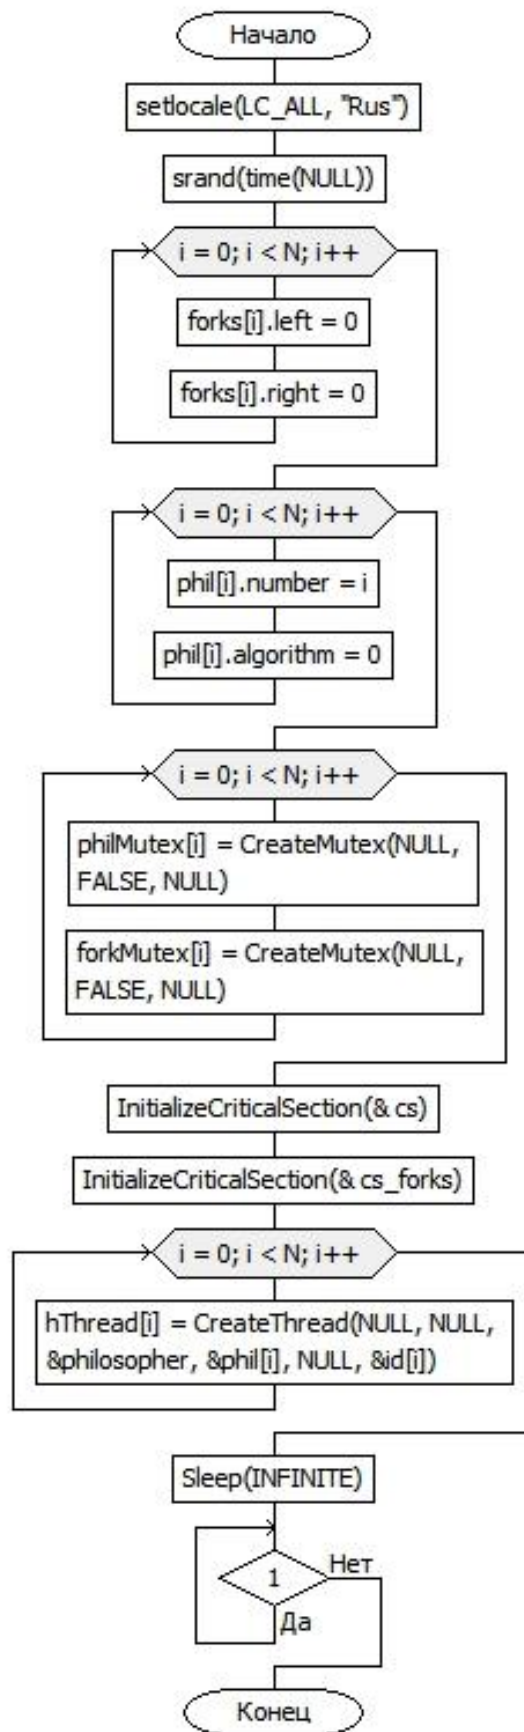 Начало
setlocale(LC_ALL, "Rus")
srand(time(NULL))
i = 0; i < N; i++
forks[i].left = 0
forks[i].right = 0
i = 0; i < N; i++
phil[i].number = i
phil[i].algorithm = 0
i = 0; i < N; i++
philMutex[i] = CreateMutex(NULL,
FALSE, NULL)
forkMutex[i] = CreateMutex(NULL,
FALSE, NULL)
InitializeCriticalSection(& cs)
InitializeCriticalSection(& cs_forks)
i = 0; i < N; i++
hThread[i] = CreateThread(NULL, NULL,
&philosopher, &phil[i], NULL, &id[i])
Sleep(INFINITE)
1
Нет
Да
Конец